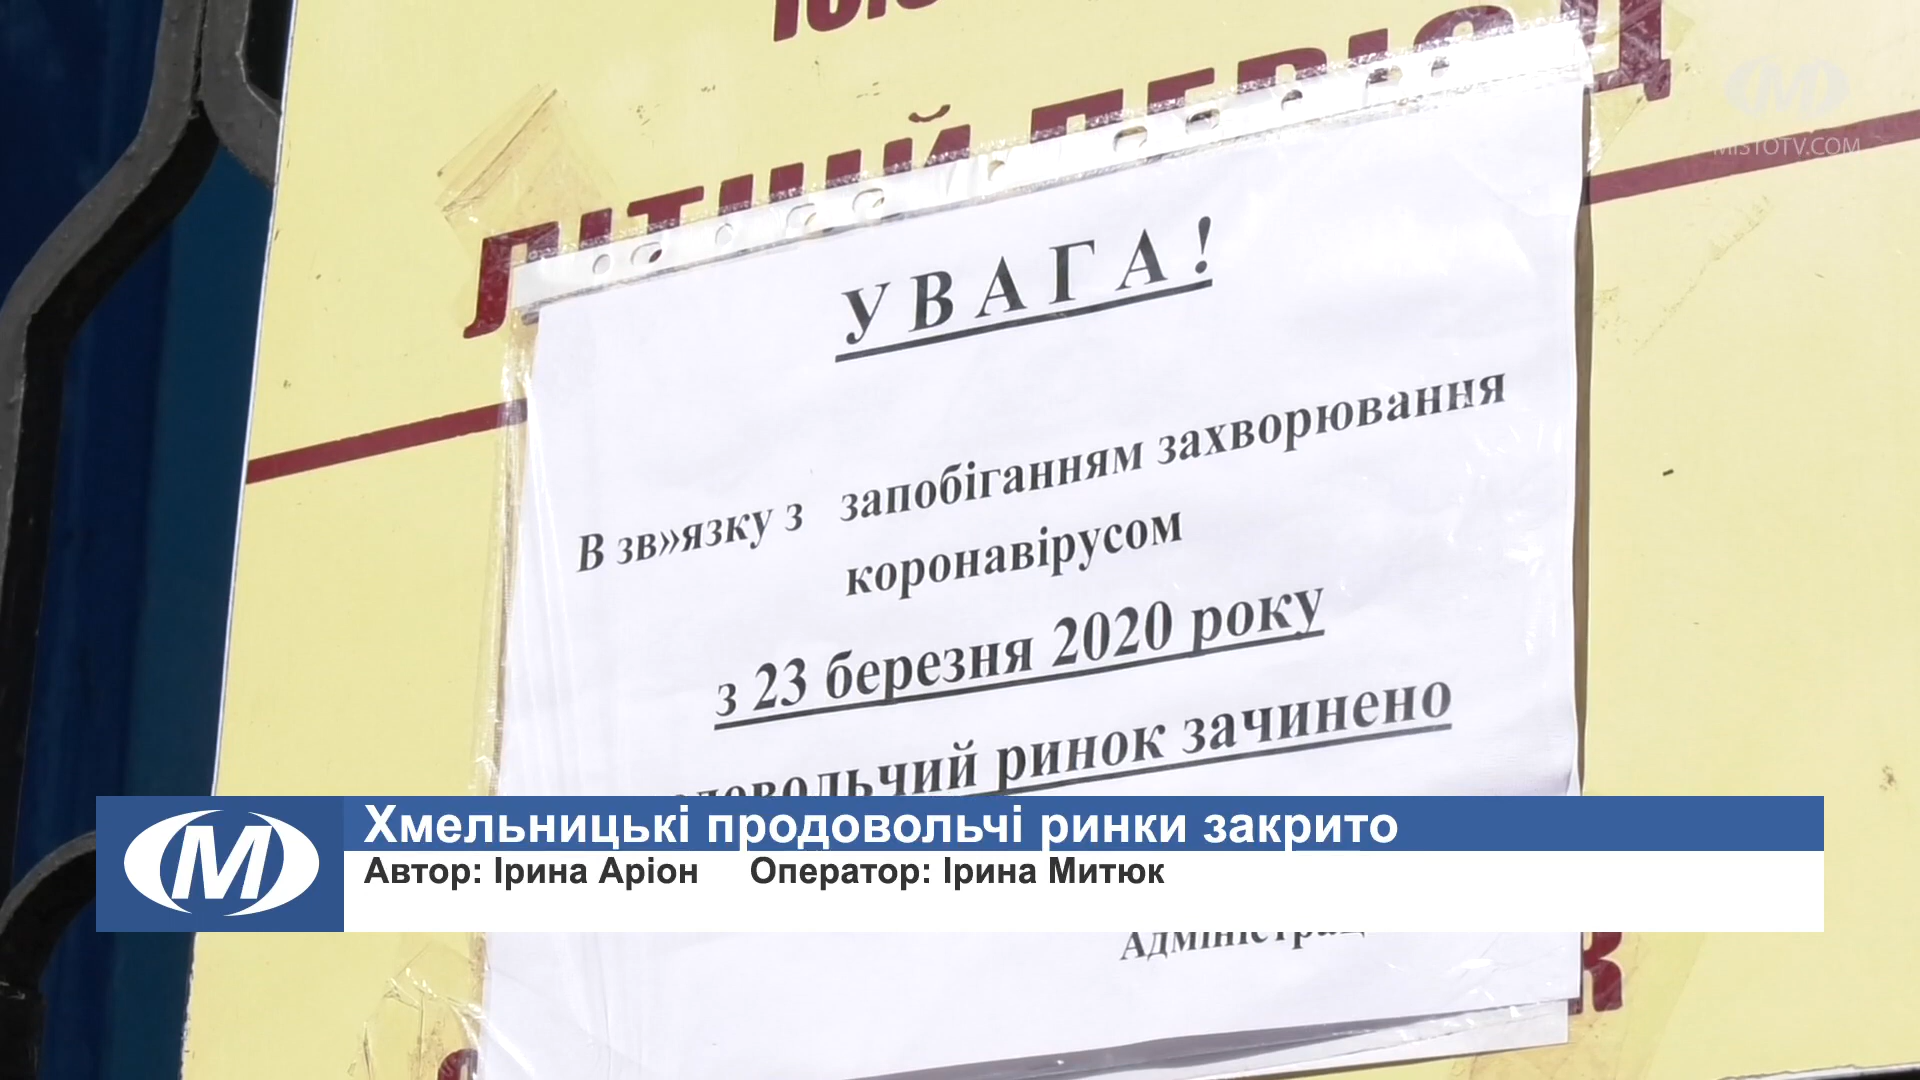 ЛІТНІЙ ПЕРІОД
MISTOTV.COM
УВАГА!
В зв»язку з запобіганням захворювання
коронавірусом
з 23 березня 2020 року
ринок зачинено
Хмельницькі продовольчі ринки закрито
М
Автор: Ірина Аріон Оператор: Ірина Митюк